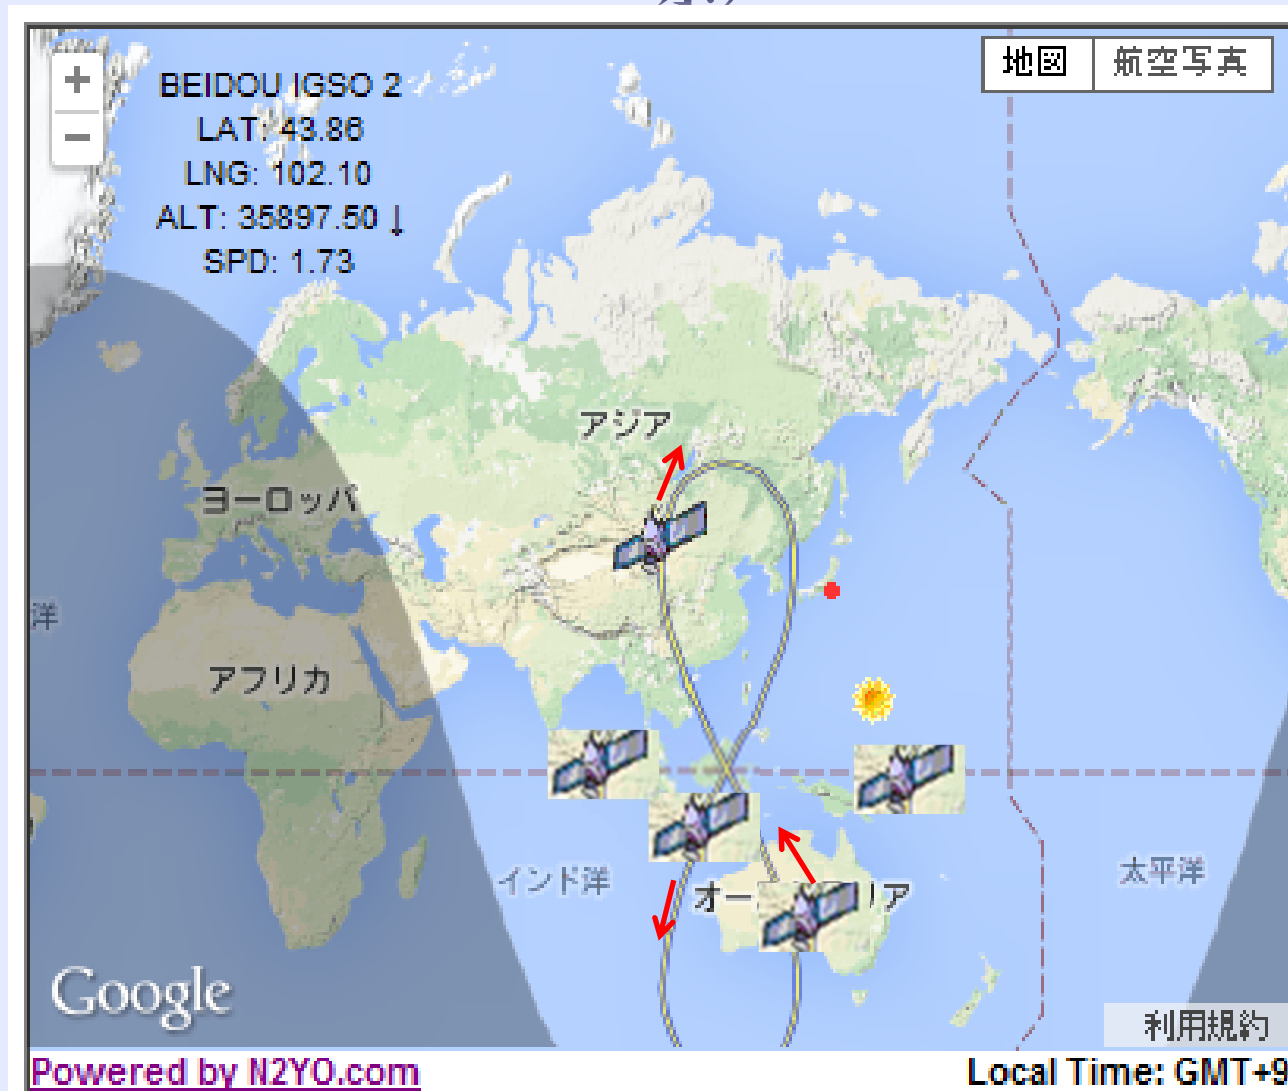 +
BEIDOU IGSO 2
地図
航空写真
−
LAT: 43.86
LNG: 102.10
ALT: 35897.50 ↓
SPD: 1.73
アジア
ヨーロッパ
洋
アフリカ
インド洋
オー
リア
太平洋
Google
利用規約
Powered by N2YO.com
Local Time: GMT+9